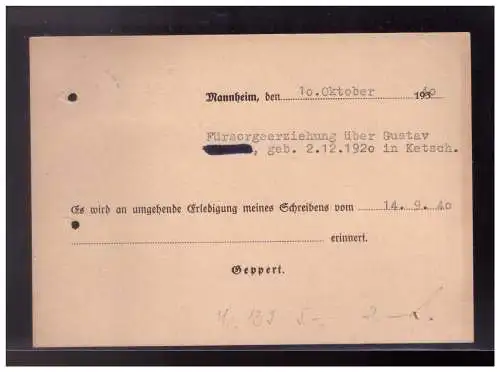 Mannheim, den 10. Oktober 1940
Fürsorgeerziehung über Gustav
, geb. 2.12.1920 in Ketsch.
Es wird an umgehende Erledigung meines Schreibens vom 14. 9. 40
erinnert.
Geppert.